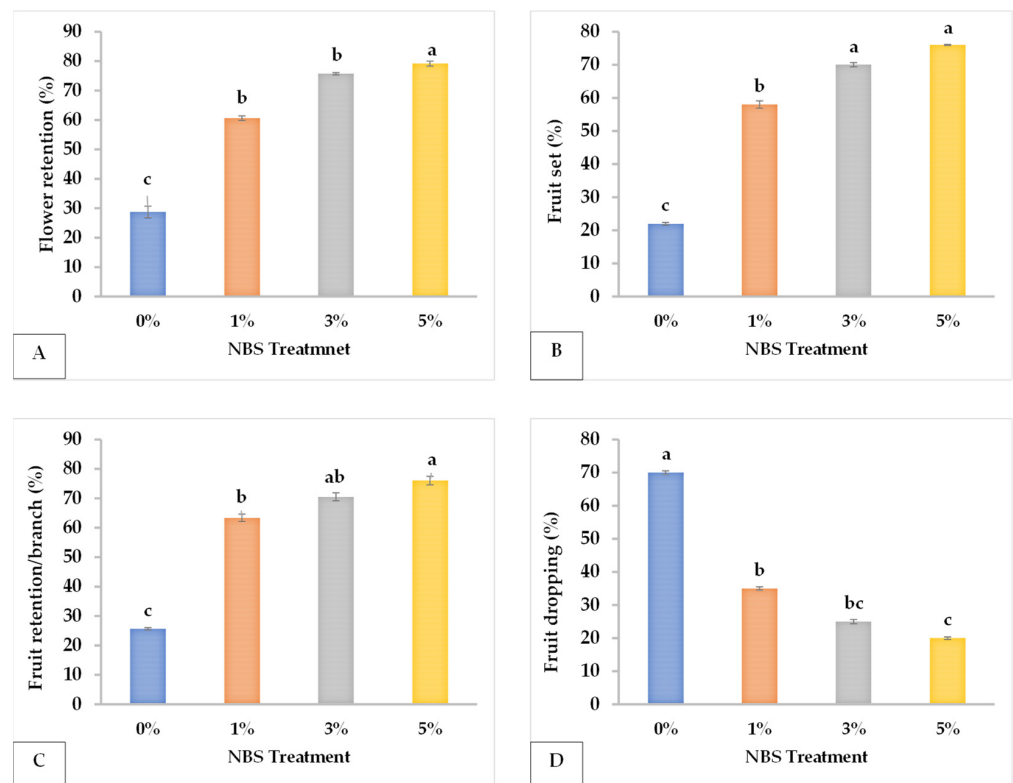 90
80
70
60
50
40
30
20
10
0
Flower retention (%)
c
b
b
a
0% 1% 3% 5%
NBS Treatmnet
A
80
70
60
50
40
30
20
10
0
Fruit set (%)
c
b
a
a
0% 1% 3% 5%
NBS Treatment
B
90
80
70
60
50
40
30
20
10
0
Fruit retention/branch (%)
c
b
ab
a
0% 1% 3% 5%
NBS Treatment
C
80
70
60
50
40
30
20
10
0
Fruit dropping (%)
a
b
bc
c
0% 1% 3% 5%
NBS Treatment
D